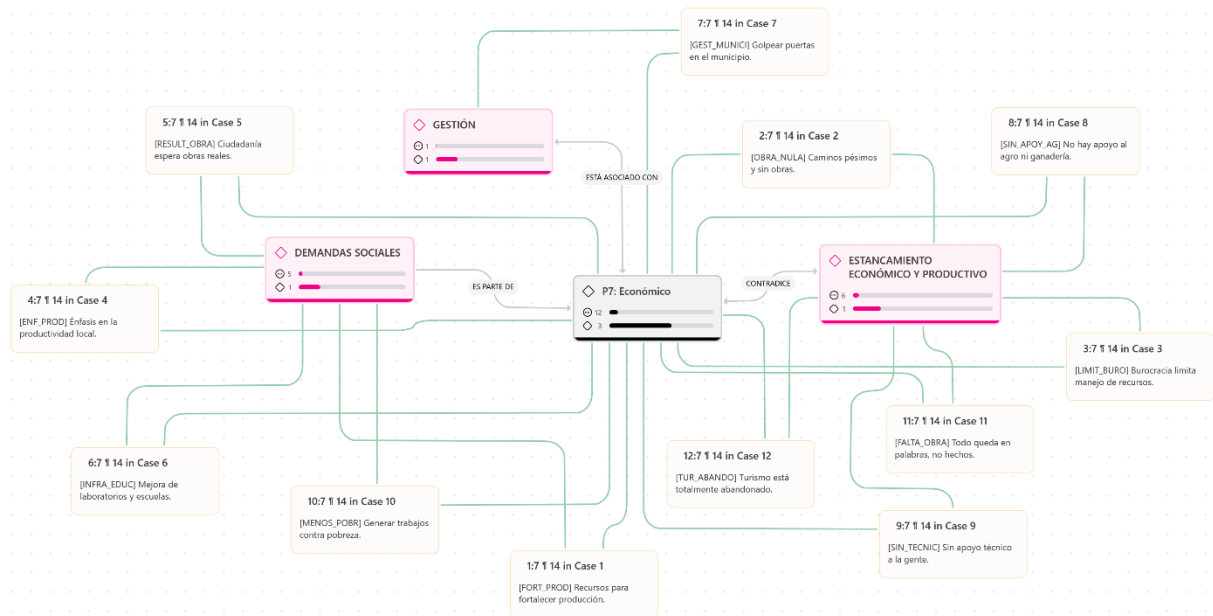 7:7 ¶ 14 in Case 7
[GEST_MUNICI] Golpear puertas
en el municipio.
5:7 ¶ 14 in Case 5
[RESULT_OBRA] Ciudadanía
espera obras reales.
GESTIÓN
1
1
2:7 ¶ 14 in Case 2
[OBRA_NULA] Caminos pésimos
y sin obras.
8:7 ¶ 14 in Case 8
[SIN_APOY_AG] No hay apoyo al
agro ni ganadería.
ESTÁ ASOCIADO CON
DEMANDAS SOCIALES
5
1
ES PARTE DE
P7: Económico
12
3
CONTRADICE
ESTANCAMIENTO
ECONÓMICO Y PRODUCTIVO
6
1
4:7 ¶ 14 in Case 4
[ENF_PROD] Énfasis en la
productividad local.
3:7 ¶ 14 in Case 3
[LIMIT_BURO] Burocracia limita
manejo de recursos.
6:7 ¶ 14 in Case 6
[INFRA_EDUC] Mejora de
laboratorios y escuelas.
10:7 ¶ 14 in Case 10
[MENOS_POBR] Generar trabajos
contra pobreza.
12:7 ¶ 14 in Case 12
[TUR_ABANDO] Turismo está
totalmente abandonado.
11:7 ¶ 14 in Case 11
[FALTA_OBRA] Todo queda en
palabras, no hechos.
1:7 ¶ 14 in Case 1
[FORT_PROD] Recursos para
fortalecer producción.
9:7 ¶ 14 in Case 9
[SIN_TECNIC] Sin apoyo técnico
a la gente.